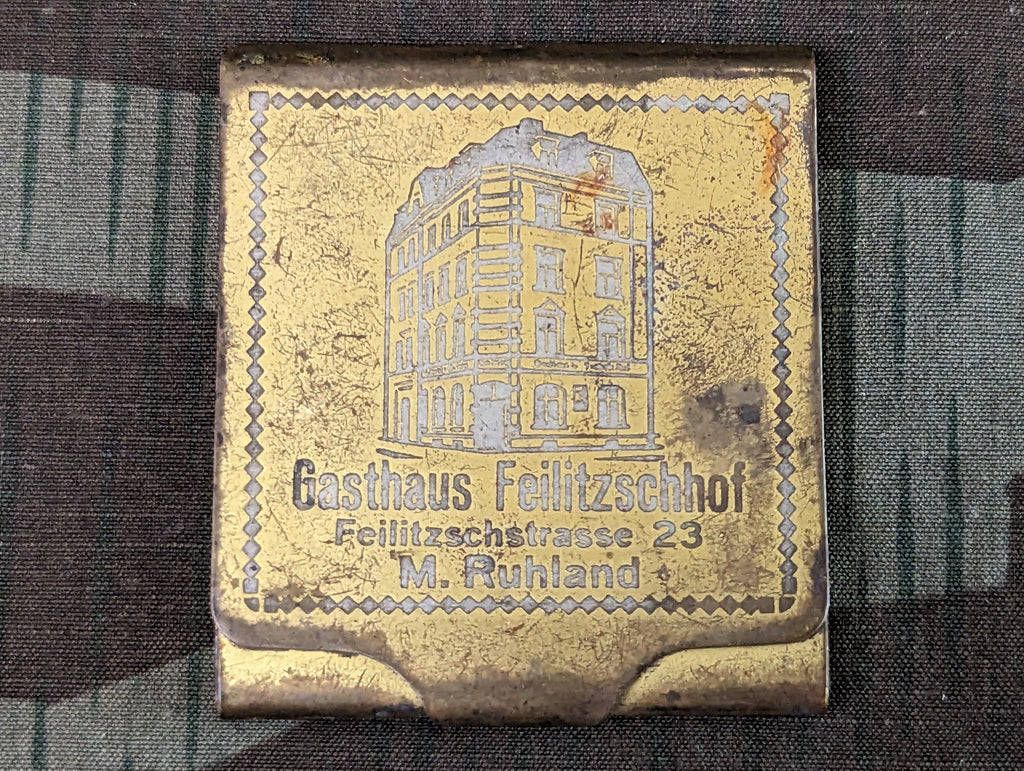 Gasthaus Feilitzschhof
Feilitzschstrasse 23
M. Ruhland